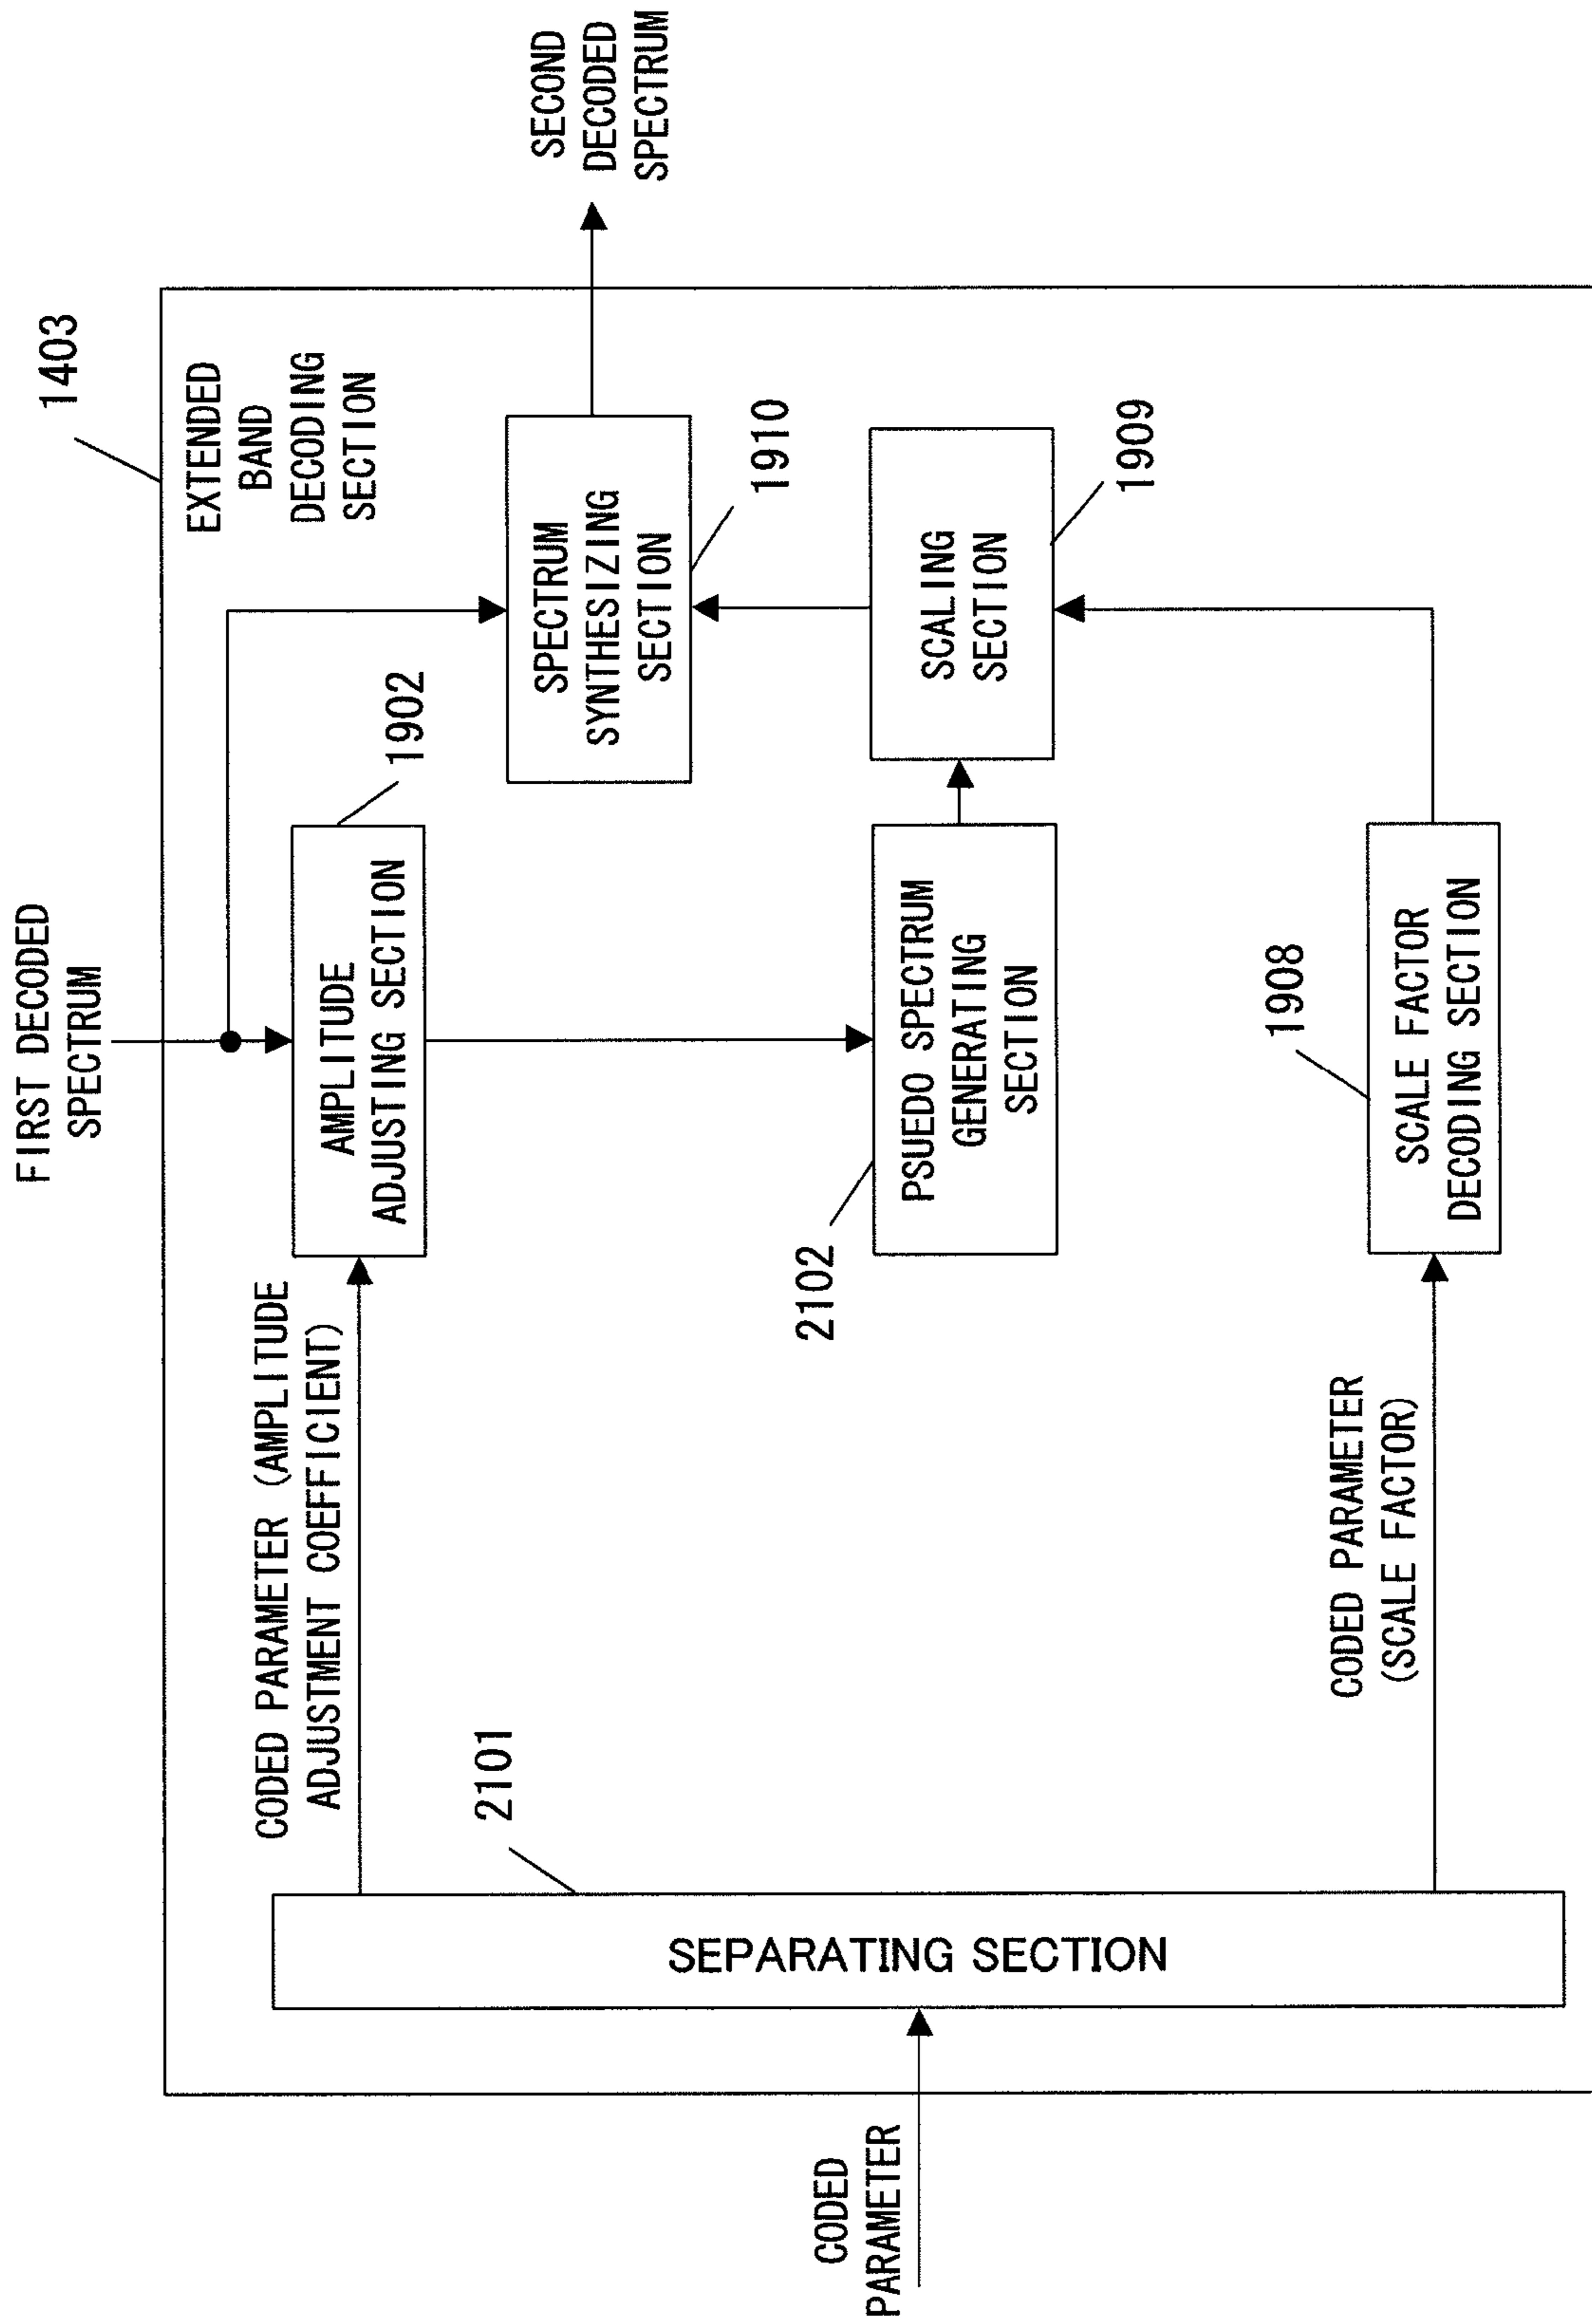 FIRST DECODED
SPECTRUM
1403
EXTENDED
BAND
DECODING
SECTION
CODED PARAMETER (AMPLITUDE
ADJUSTMENT COEFFICIENT)
AMPLITUDE
ADJUSTING SECTION
1902
SPECTRUM
SYNTHESIZING
SECTION
1910
SECOND
DECODED
SPECTRUM
2101
SEPARATING SECTION
CODED
PARAMETER
2102
PSUEDO SPECTRUM
GENERATING
SECTION
SCALING
SECTION
1909
CODED PARAMETER
(SCALE FACTOR)
1908
SCALE FACTOR
DECODING SECTION